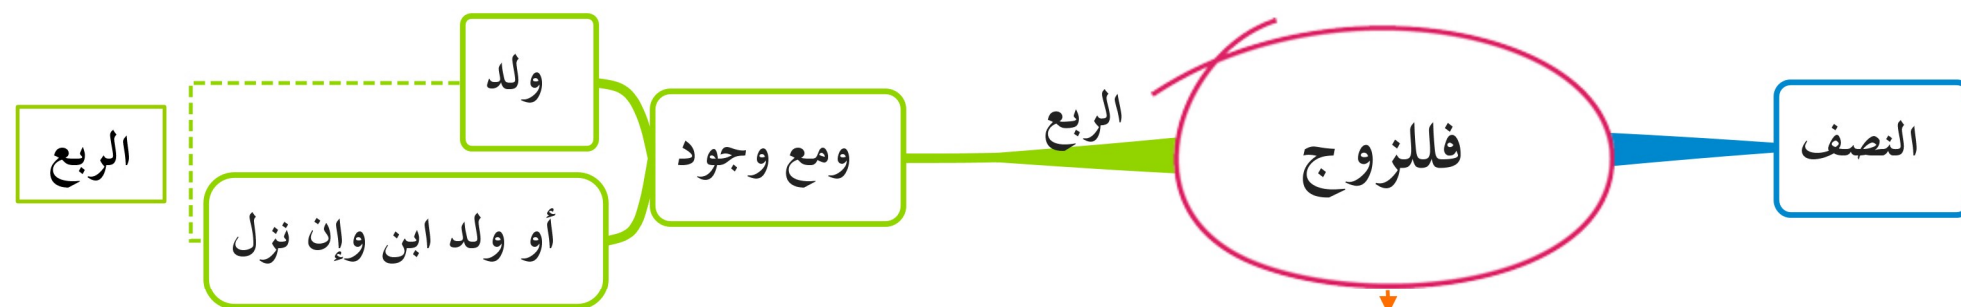 النصف
فللزوج
الربع
ومع وجود
ولد
أو ولد ابن وإن نزل
الربع